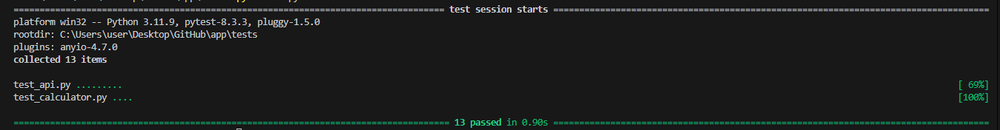 ============================= test session starts =============================
platform win32 -- Python 3.11.9, pytest-8.3.3, pluggy-1.5.0
rootdir: C:\Users\user\Desktop\GitHub\app\tests
plugins: anyio-4.7.0
collected 13 items
test_api.py ......... [ 69%]
test_calculator.py .... [100%]
============================= 13 passed in 0.90s =============================